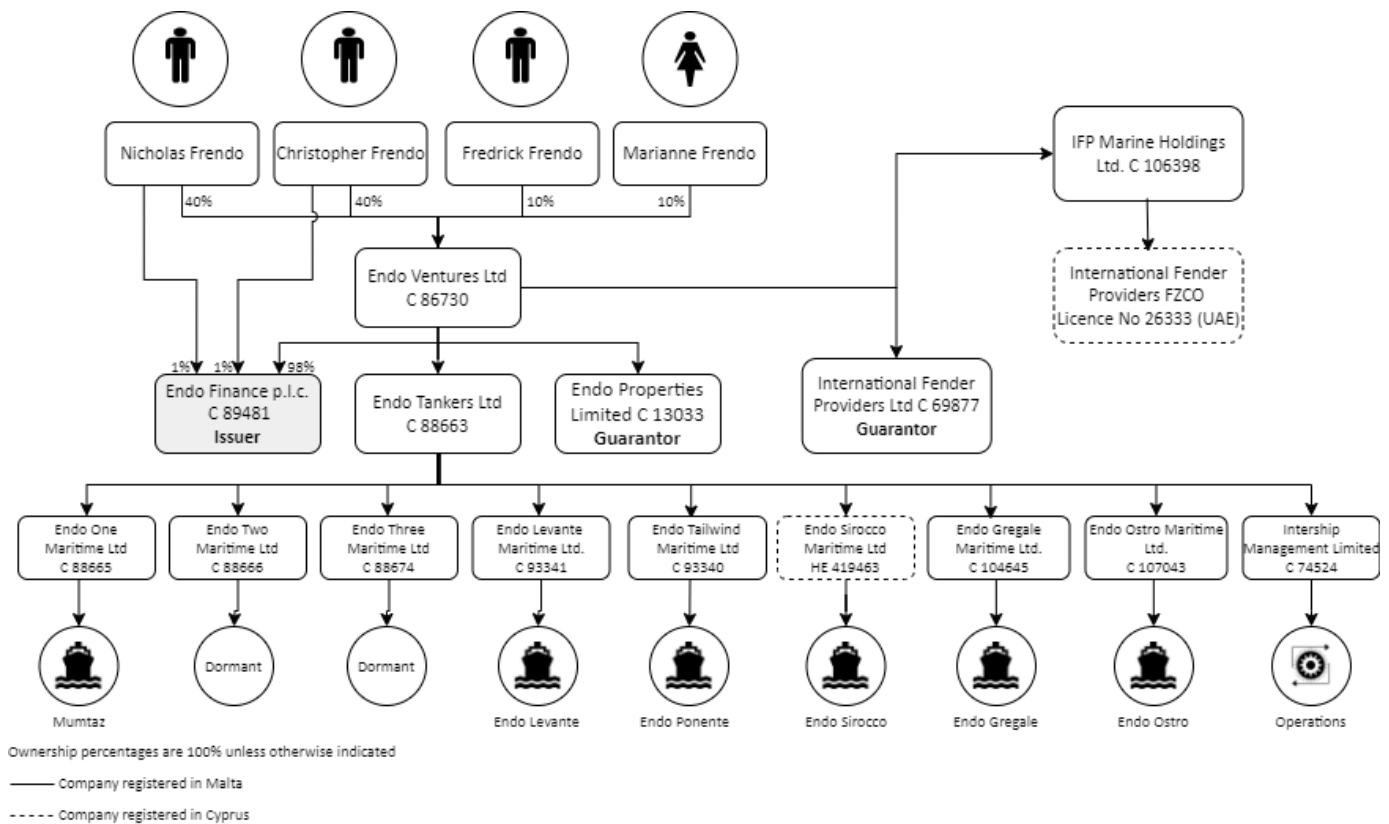 Nicholas Frendo
Christopher Frendo
Fredrick Frendo
Marianne Frendo
IFP Marine Holdings
Ltd. C 106398
40%
40%
10%
10%
Endo Ventures Ltd
C 86730
International Fender
Providers FZCO
Licence No 26333 (UAE)
1%
1%
98%
Endo Finance p.l.c.
C 89481
Issuer
Endo Tankers Ltd
C 88663
Endo Properties
Limited C 13033
Guarantor
International Fender
Providers Ltd C 69877
Guarantor
Endo One
Maritime Ltd
C 88665
Endo Two
Maritime Ltd
C 88666
Endo Three
Maritime Ltd
C 88674
Endo Levante
Maritime Ltd.
C 93341
Endo Tailwind
Maritime Ltd
C 93340
Endo Sirocco
Maritime Ltd
HE 419463
Endo Gregale
Maritime Ltd.
C 104645
Endo Ostro Maritime
Ltd.
C 107043
Intership
Management Limited
C 74524
Dormant
Dormant
Mumtaz
Endo Levante
Endo Ponente
Endo Sirocco
Endo Gregale
Endo Ostro
Operations
Ownership percentages are 100% unless otherwise indicated
Company registered in Malta
Company registered in Cyprus